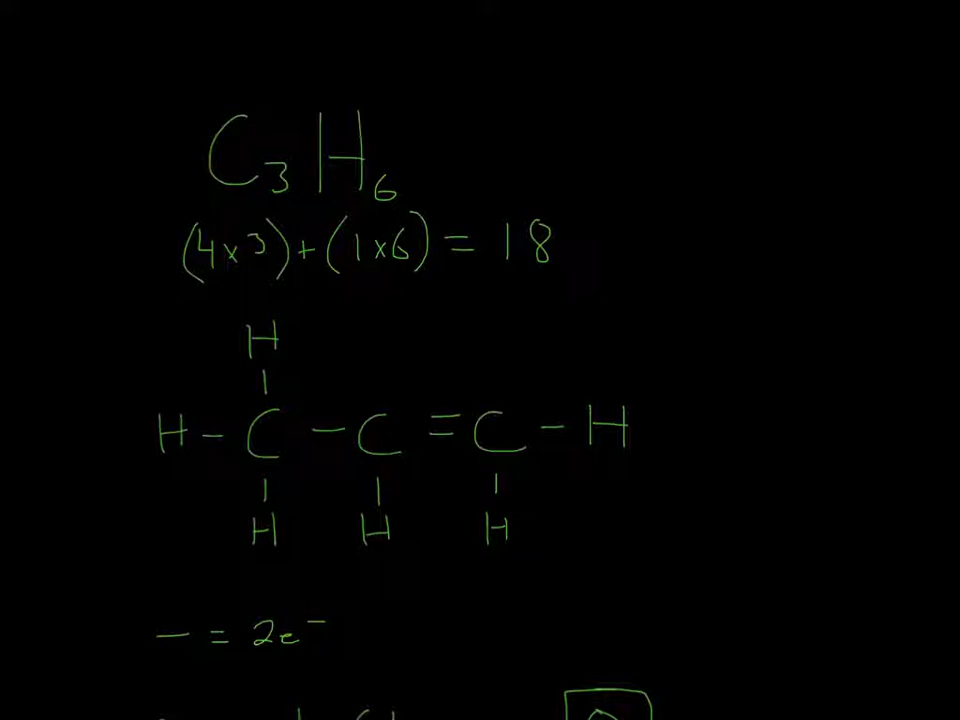 C₃H₆
(4x3)+(1x6) = 18
H
H - C - C = C - H
H H H
— = 2e⁻